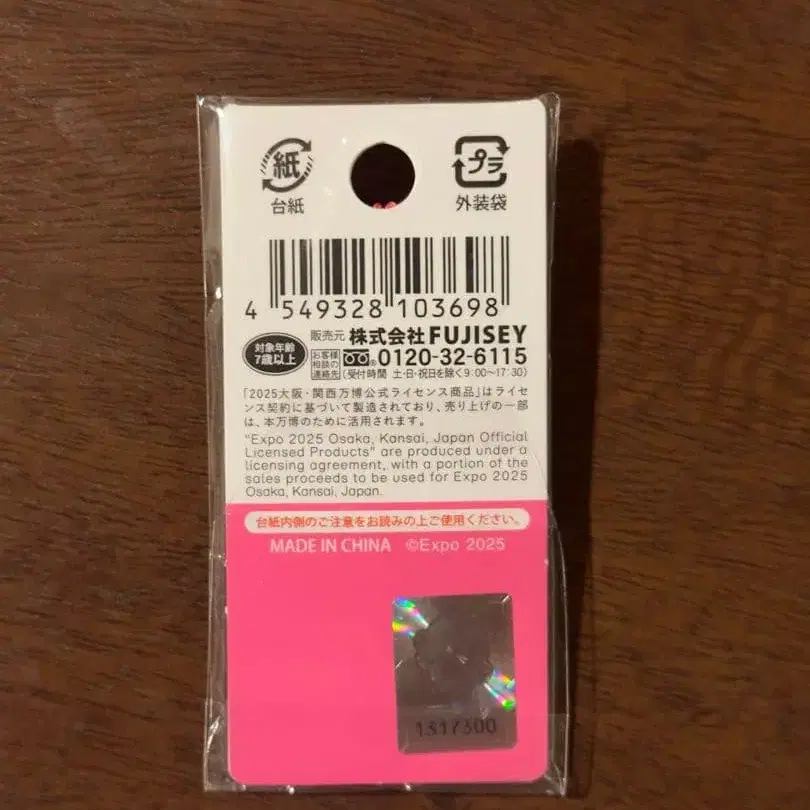 紙
台紙
プラ
外装袋
4 549328 103698
対象年齢
7歳以上
販売元 株式会社FUJISEY
お客様
相談の
連絡先
0120-32-6115
(受付時間 土・日・祝日を除く9:00～17:30)
「2025大阪・関西万博公式ライセンス商品」はライセ
ンス契約に基づいて製造されており、売り上げの一部
は、本万博のために活用されます。
"Expo 2025 Osaka, Kansai, Japan Official
Licensed Products" are produced under a
licensing agreement, with a portion of the
sales proceeds to be used for Expo 2025
Osaka, Kansai, Japan.
台紙内側のご注意をお読みの上ご使用ください。
MADE IN CHINA ©Expo 2025
1317300